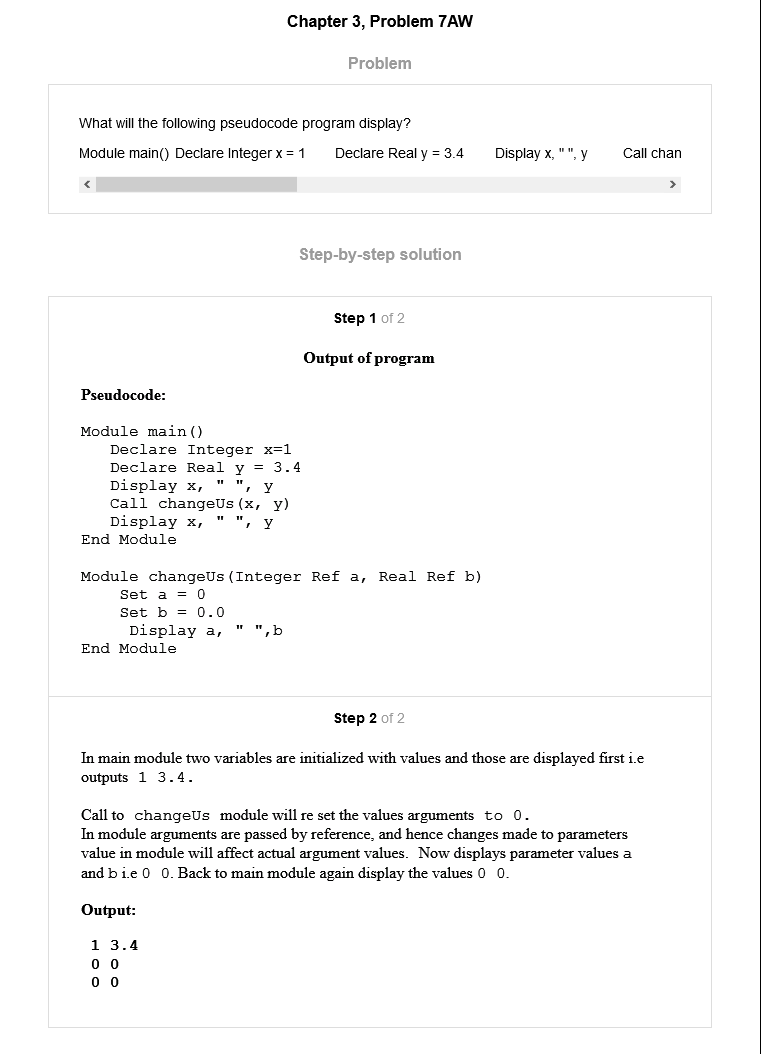 Chapter 3, Problem 7AW
Problem
What will the following pseudocode program display?
Module main() Declare Integer x = 1 Declare Real y = 3.4 Display x, " ", y Call chan
Step-by-step solution
Step 1 of 2
Output of program
Pseudocode:
Module main()
Declare Integer x=1
Declare Real y = 3.4
Display x, " ", y
Call changeUs(x, y)
Display x, " ", y
End Module
Module changeUs(Integer Ref a, Real Ref b)
Set a = 0
Set b = 0.0
Display a, " ",b
End Module
Step 2 of 2
In main module two variables are initialized with values and those are displayed first i.e
outputs 1 3.4.
Call to changeUs module will re set the values arguments to 0.
In module arguments are passed by reference, and hence changes made to parameters
value in module will affect actual argument values. Now displays parameter values a
and b i.e 0 0. Back to main module again display the values 0 0.
Output:
1 3.4
0 0
0 0